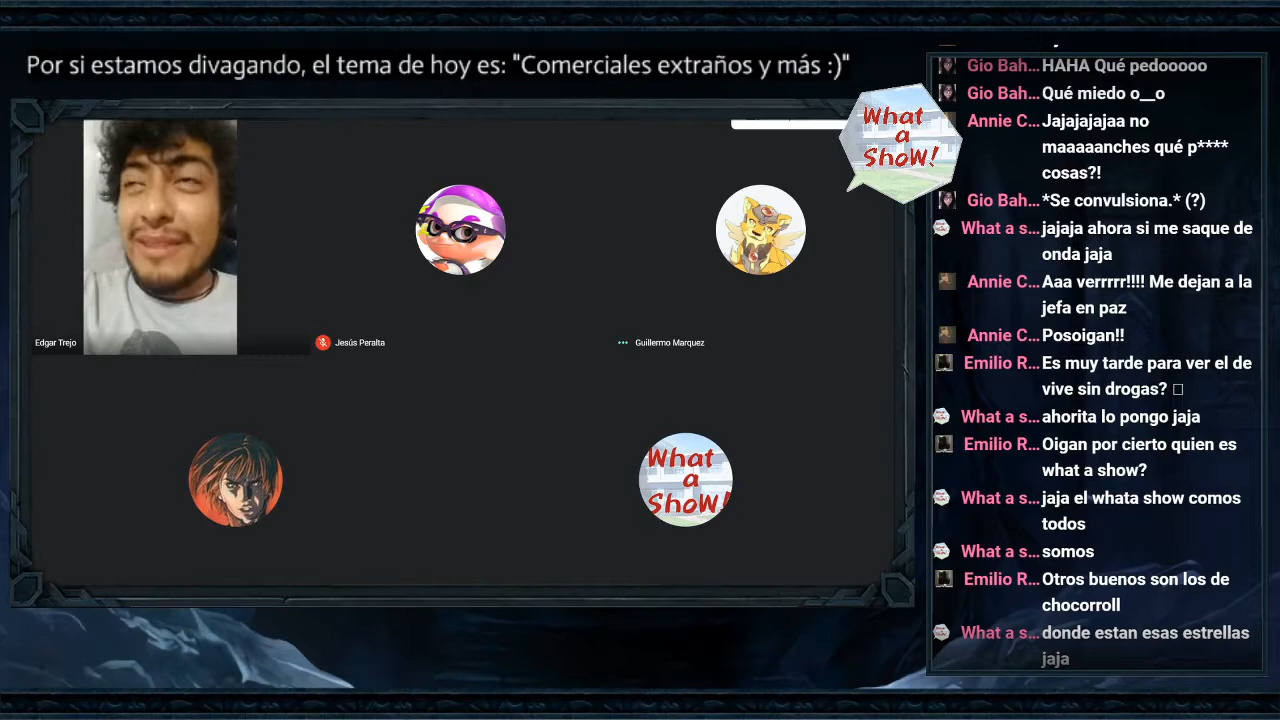 Por si estamos divagando, el tema de hoy es: "Comerciales extraños y más :)"
What
a
ShoW!
Edgar Trejo
Jesús Peralta
Guillermo Marquez
What
a
ShoW!
Gio Bah... HAHA Qué pedooooo
Gio Bah... Qué miedo o__o
Annie C... Jajajajajaa no
maaaaanches qué p****
cosas?!
Gio Bah... *Se convulsiona.* (?)
What a s... jajaja ahora si me saque de
onda jaja
Annie C... Aaa verrrrr!!!! Me dejan a la
jefa en paz
Annie C... Posoigan!!
Emilio R... Es muy tarde para ver el de
vive sin drogas? □
What a s... ahorita lo pongo jaja
Emilio R... Oigan por cierto quien es
what a show?
What a s... jaja el whata show comos
todos
What a s... somos
Emilio R... Otros buenos son los de
chocorroll
What a s... donde estan esas estrellas
jaja